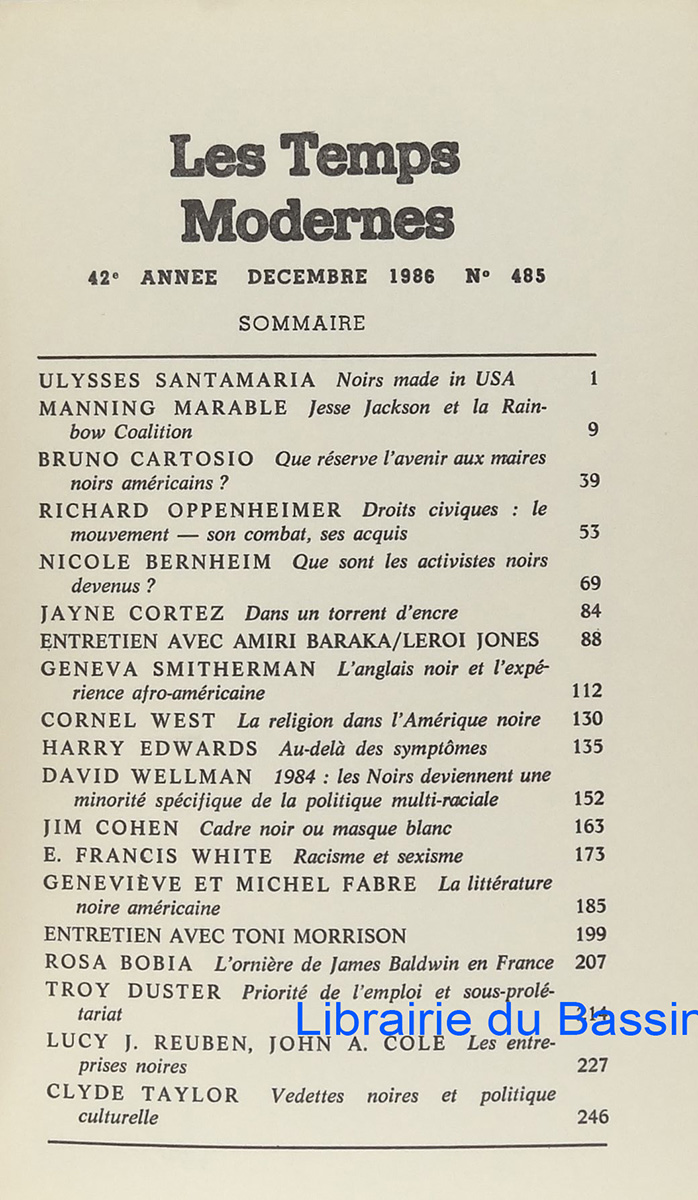 Les Temps
Modernes
42e ANNEE DECEMBRE 1986 No 485
SOMMAIRE
ULYSSES SANTAMARIA Noirs made in USA 1
MANNING MARABLE Jesse Jackson et la Rain-
bow Coalition 9
BRUNO CARTOSIO Que réserve l'avenir aux maires
noirs américains ? 39
RICHARD OPPENHEIMER Droits civiques : le
mouvement — son combat, ses acquis 53
NICOLE BERNHEIM Que sont les activistes noirs
devenus ? 69
JAYNE CORTEZ Dans un torrent d'encre 84
ENTRETIEN AVEC AMIRI BARAKA/LEROI JONES 88
GENEVA SMITHERMAN L'anglais noir et l'expé-
rience afro-américaine 112
CORNEL WEST La religion dans l'Amérique noire 130
HARRY EDWARDS Au-delà des symptômes 135
DAVID WELLMAN 1984 : les Noirs deviennent une
minorité spécifique de la politique multi-raciale 152
JIM COHEN Cadre noir ou masque blanc 163
E. FRANCIS WHITE Racisme et sexisme 173
GENEVIÈVE ET MICHEL FABRE La littérature
noire américaine 185
ENTRETIEN AVEC TONI MORRISON 199
ROSA BOBIA L'ornière de James Baldwin en France 207
TROY DUSTER Priorité de l'emploi et sous-prolé-
tariat 214
Librairie du Bassin
LUCY J. REUBEN, JOHN A. COLE Les entre-
prises noires 227
CLYDE TAYLOR Vedettes noires et politique
culturelle 246